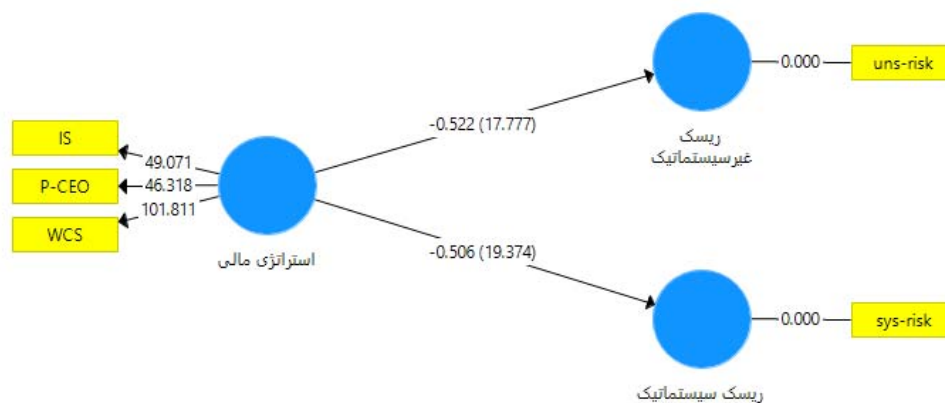 0.000
uns-risk
-0.522 (17.777)
ریسک
غیرسیستماتیک
IS
49.071
P-CEO
46.318
WCS
101.811
استراتژی مالی
-0.506 (19.374)
0.000
sys-risk
ریسک سیستماتیک